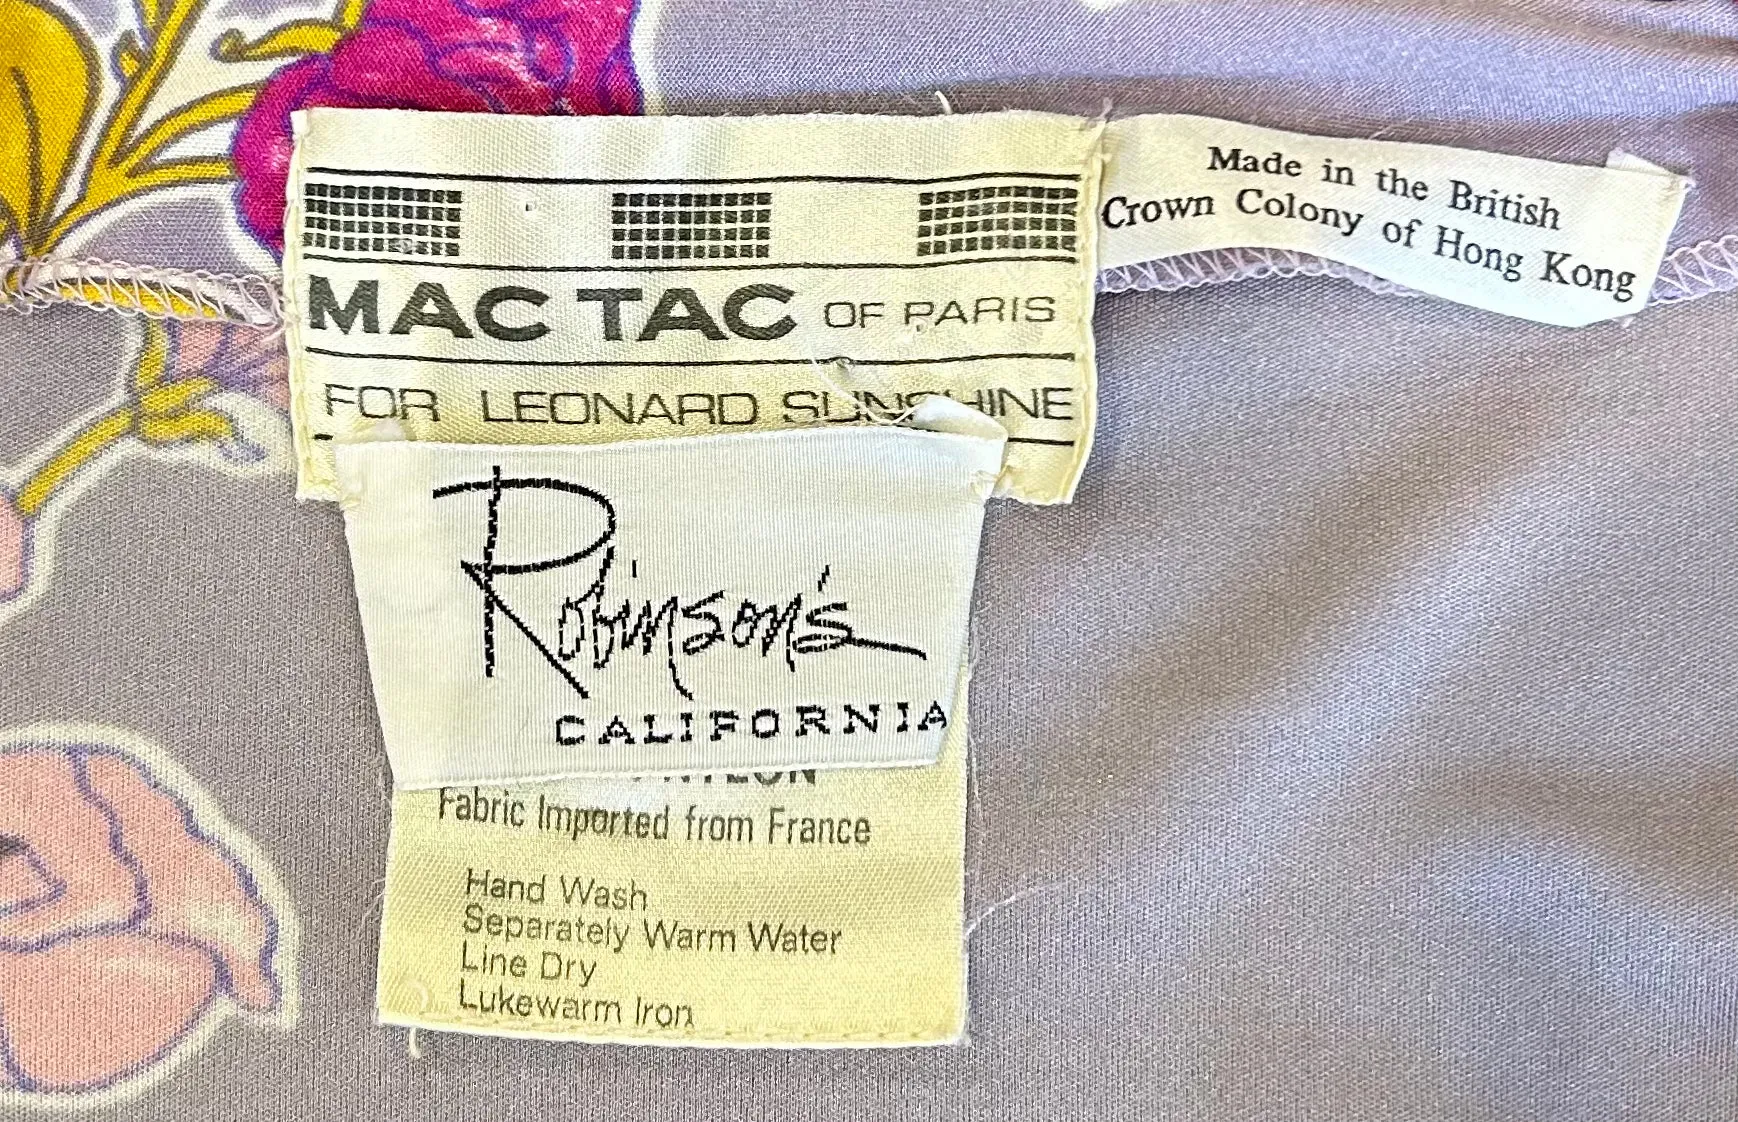 MAC TAC OF PARIS
FOR LEONARD SUNSHINE
Made in the British
Crown Colony of Hong Kong
Robinson's
CALIFORNIA
NYLON
Fabric Imported from France
Hand Wash
Separately Warm Water
Line Dry
Lukewarm Iron